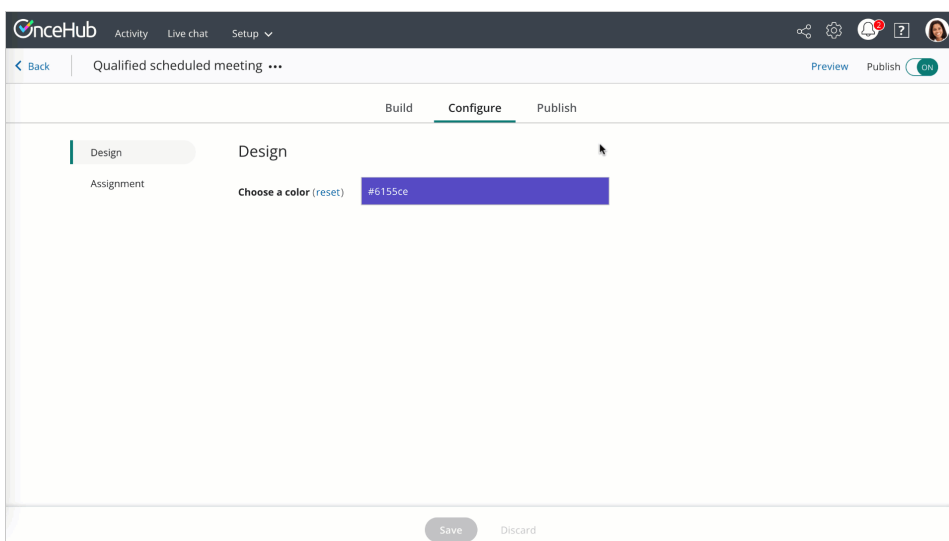 OnceHub Activity Live chat Setup 2 ?
Back Qualified scheduled meeting ••• Preview Publish ON
Build Configure Publish
Design Design
Assignment
Choose a color (reset) #6155ce
Save Discard